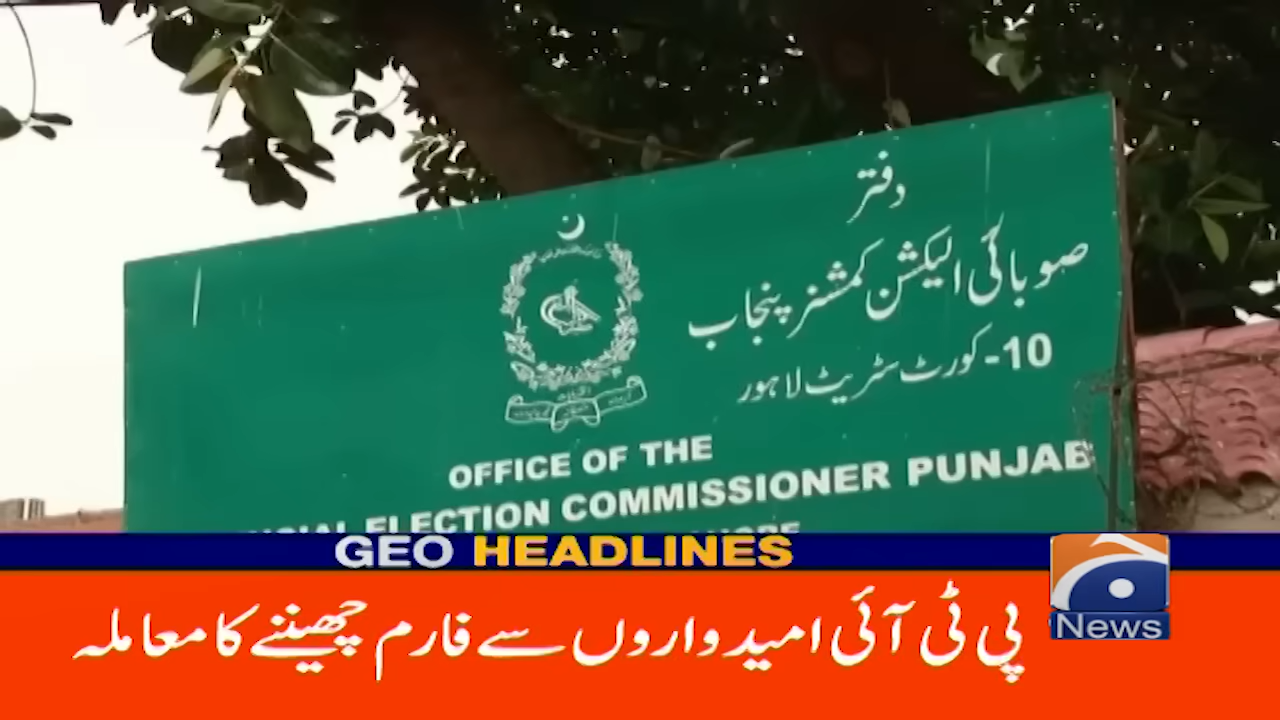 دفتر
صوبائی الیکشن کمشنر پنجاب
10-کورٹ سٹریٹ لاہور
OFFICE OF THE
ELECTION COMMISSIONER PUNJAB
GEO HEADLINES
پی ٹی آئی امیدواروں سے فارم چھیننے کا معاملہ
News